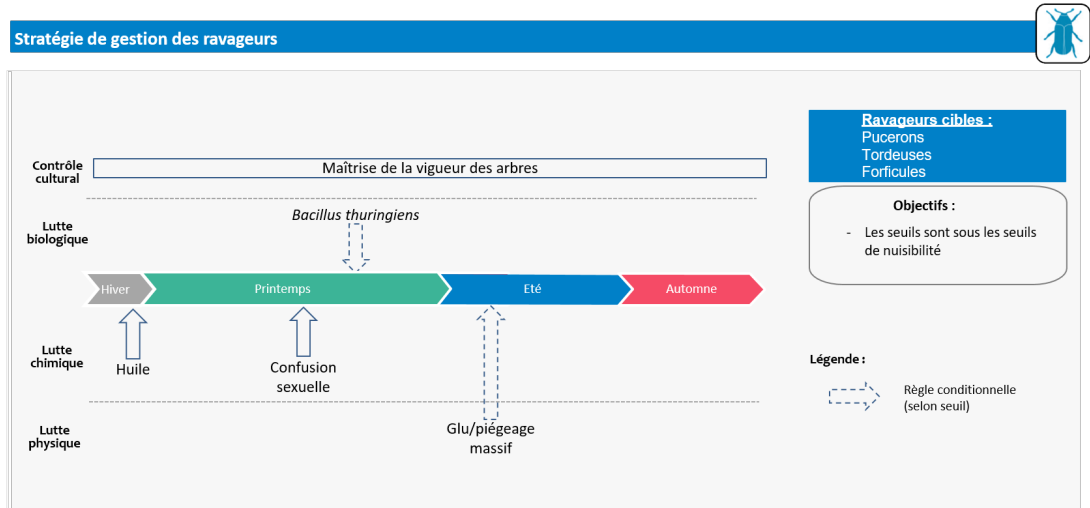 Stratégie de gestion des ravageurs
Ravageurs cibles :
Pucerons
Tordeuses
Forficules
Contrôle
cultural
Maîtrise de la vigueur des arbres
Objectifs :
- Les seuils sont sous les seuils
de nuisibilité
Lutte
biologique
Bacillus thuringiens
Hiver
Printemps
Eté
Automne
Lutte
chimique
Huile
Confusion
sexuelle
Légende :
Règle conditionnelle
(selon seuil)
Lutte
physique
Glu/piégeage
massif